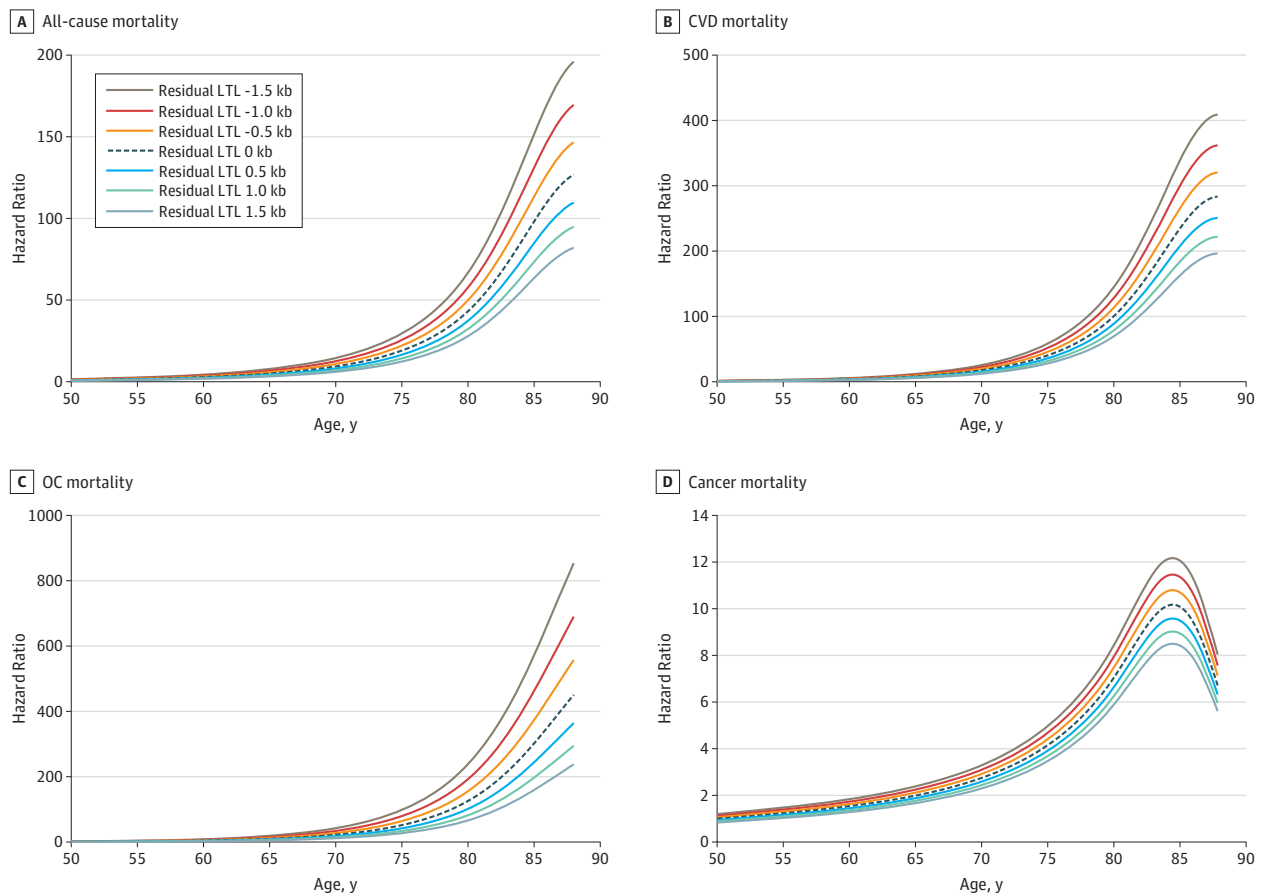 A All-cause mortality
200
150
100
50
0
Hazard Ratio
Residual LTL -1.5 kb
Residual LTL -1.0 kb
Residual LTL -0.5 kb
Residual LTL 0 kb
Residual LTL 0.5 kb
Residual LTL 1.0 kb
Residual LTL 1.5 kb
50 55 60 65 70 75 80 85 90
Age, y
B CVD mortality
500
400
300
200
100
0
Hazard Ratio
50 55 60 65 70 75 80 85 90
Age, y
C OC mortality
1000
800
600
400
200
0
Hazard Ratio
50 55 60 65 70 75 80 85 90
Age, y
D Cancer mortality
14
12
10
8
6
4
2
0
Hazard Ratio
50 55 60 65 70 75 80 85 90
Age, y